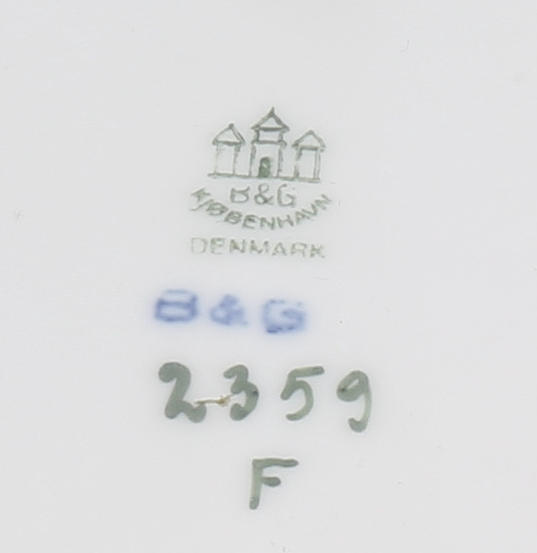 B&G
KJØBENHAVN
DENMARK
B & G
2359
F